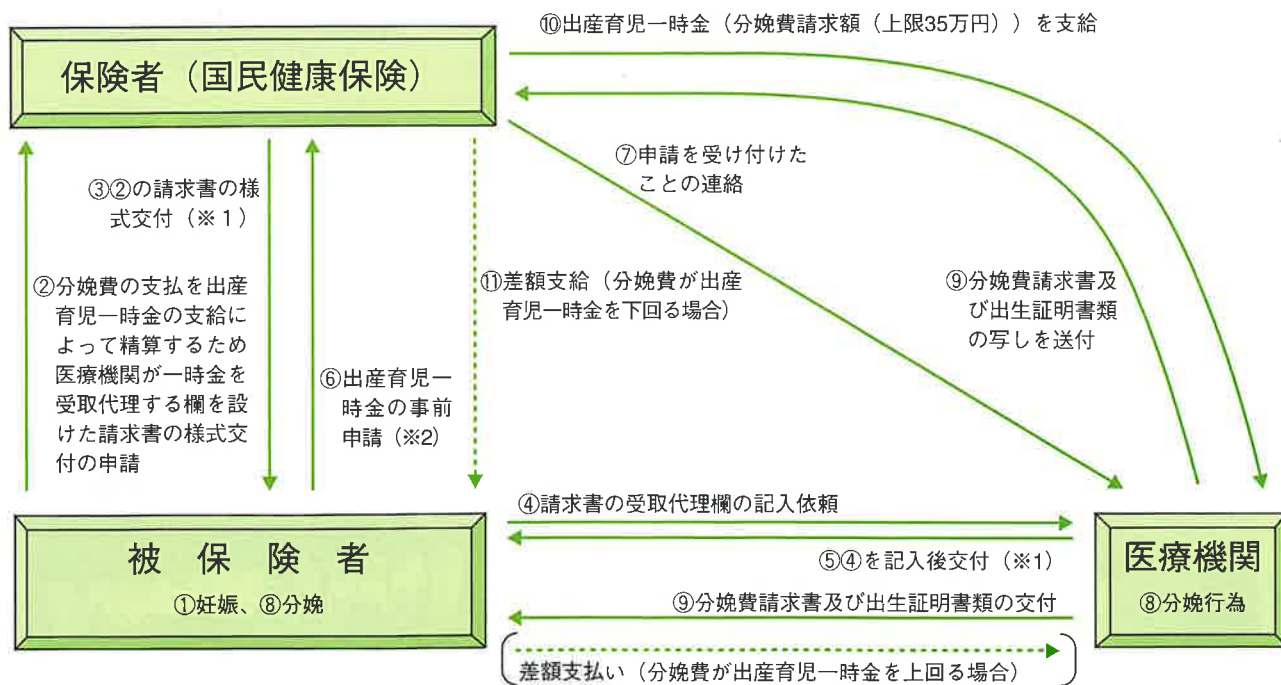 ⑩出産育児一時金（分娩費請求額（上限35万円））を支給
保険者（国民健康保険）
⑦申請を受け付けた
ことの連絡
③②の請求書の様
式交付（※１）
②分娩費の支払を出産
育児一時金の支給に
よって精算するため
医療機関が一時金を
受取代理する欄を設
けた請求書の様式交
付の申請
⑥出産育児一
時金の事前
申請（※2）
⑪差額支給（分娩費が出産
育児一時金を下回る場合）
⑨分娩費請求書及
び出生証明書類
の写しを送付
④請求書の受取代理欄の記入依頼
⑤④を記入後交付（※1）
被保険者
①妊娠、⑧分娩
医療機関
⑧分娩行為
⑨分娩費請求書及び出生証明書類の交付
差額支払い（分娩費が出産育児一時金を上回る場合）